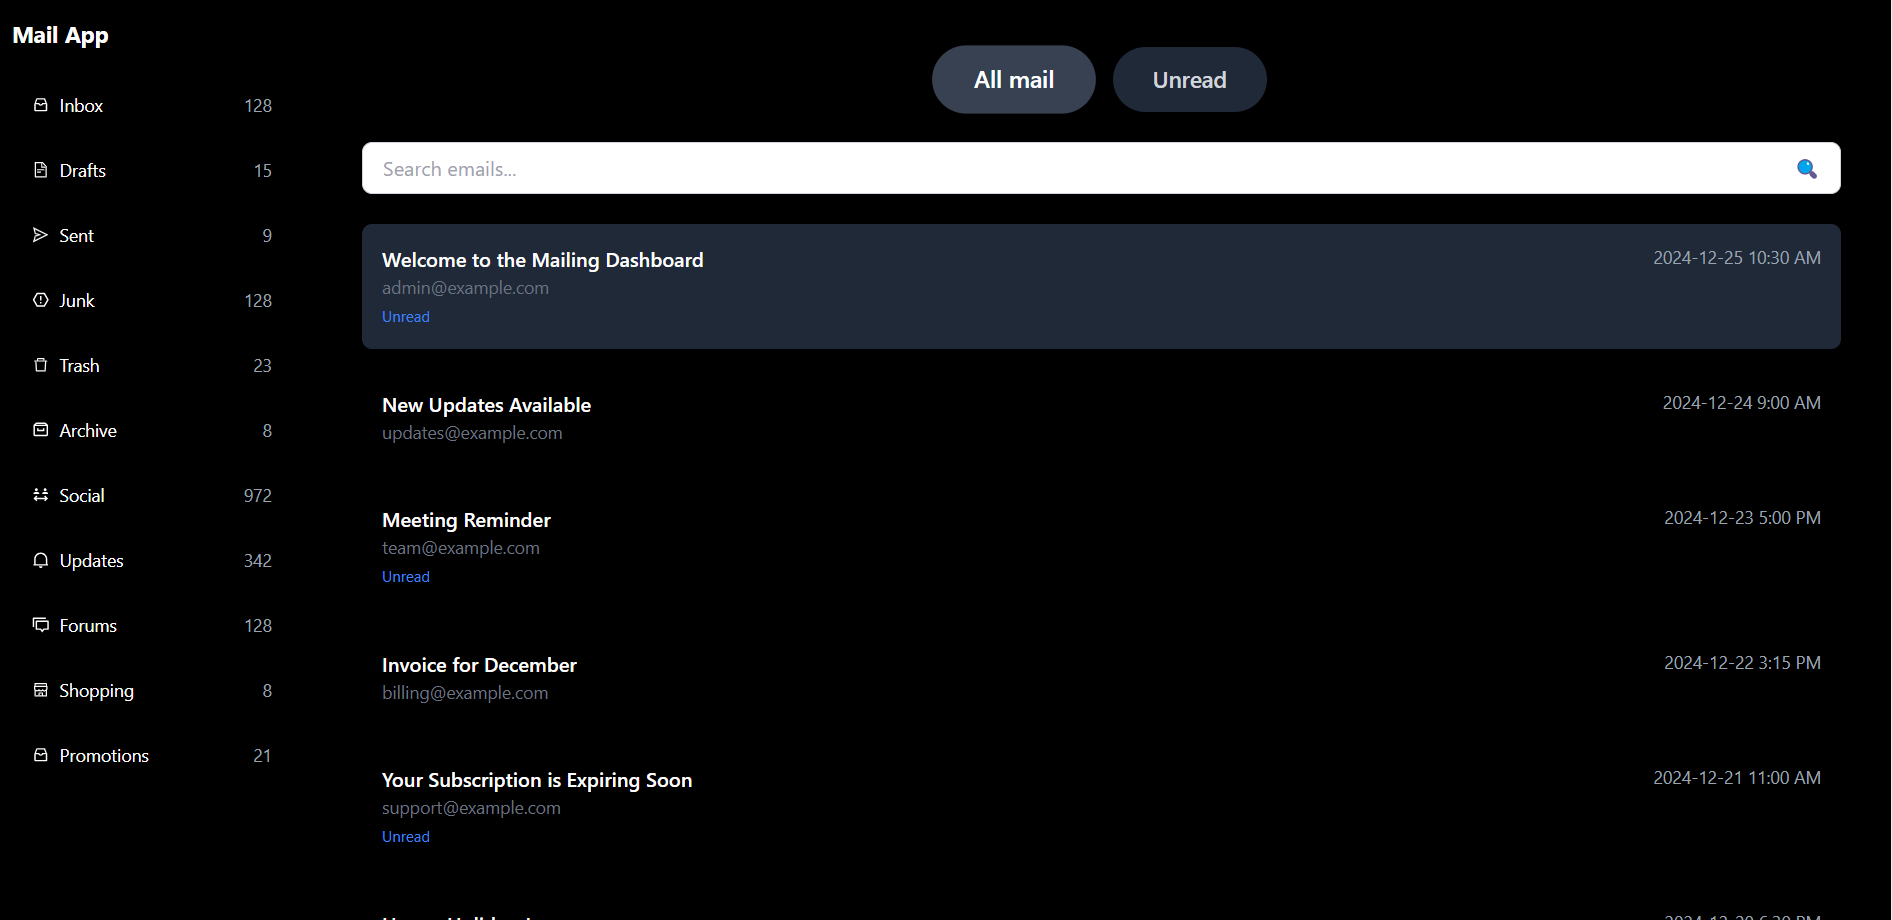 Mail App
Inbox 128
Drafts 15
Sent 9
Junk 128
Trash 23
Archive 8
Social 972
Updates 342
Forums 128
Shopping 8
Promotions 21
All mail Unread
Search emails...
Welcome to the Mailing Dashboard 2024-12-25 10:30 AM
admin@example.com
Unread
New Updates Available 2024-12-24 9:00 AM
updates@example.com
Meeting Reminder 2024-12-23 5:00 PM
team@example.com
Unread
Invoice for December 2024-12-22 3:15 PM
billing@example.com
Your Subscription is Expiring Soon 2024-12-21 11:00 AM
support@example.com
Unread